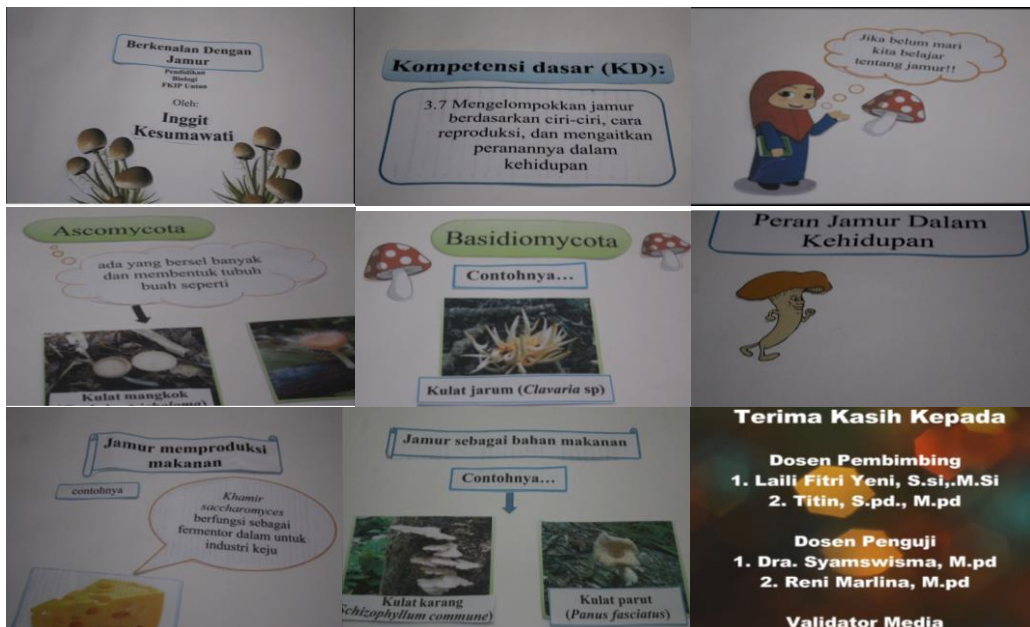 Berkenalan Dengan
Jamur
Pendidikan
Biologi
FKIP Untan
Oleh:
Inggit
Kesumawati
Kompetensi dasar (KD):
3.7 Mengelompokkan jamur
berdasarkan ciri-ciri, cara
reproduksi, dan mengaitkan
peranannya dalam
kehidupan
Jika belum mari
kita belajar
tentang jamur!!
Ascomycota
ada yang bersel banyak
dan membentuk tubuh
buah seperti
Kulat mangkok
Basidiomycota
Contohnya...
Kulat jarum (Clavaria sp)
Peran Jamur Dalam
Kehidupan
Jamur memproduksi
makanan
contohnya
Khamir
saccharomyces
berfungsi sebagai
fermentor dalam untuk
industri keju
Jamur sebagai bahan makanan
Contohnya...
Kulat karang
Schizophyllum commune)
Kulat parut
(Panus fasciatus)
Terima Kasih Kepada
Dosen Pembimbing
1. Laili Fitri Yeni, S.si,.M.Si
2. Titin, S.pd., M.pd
Dosen Penguji
1. Dra. Syamswisma, M.pd
2. Reni Marlina, M.pd
Validator Media